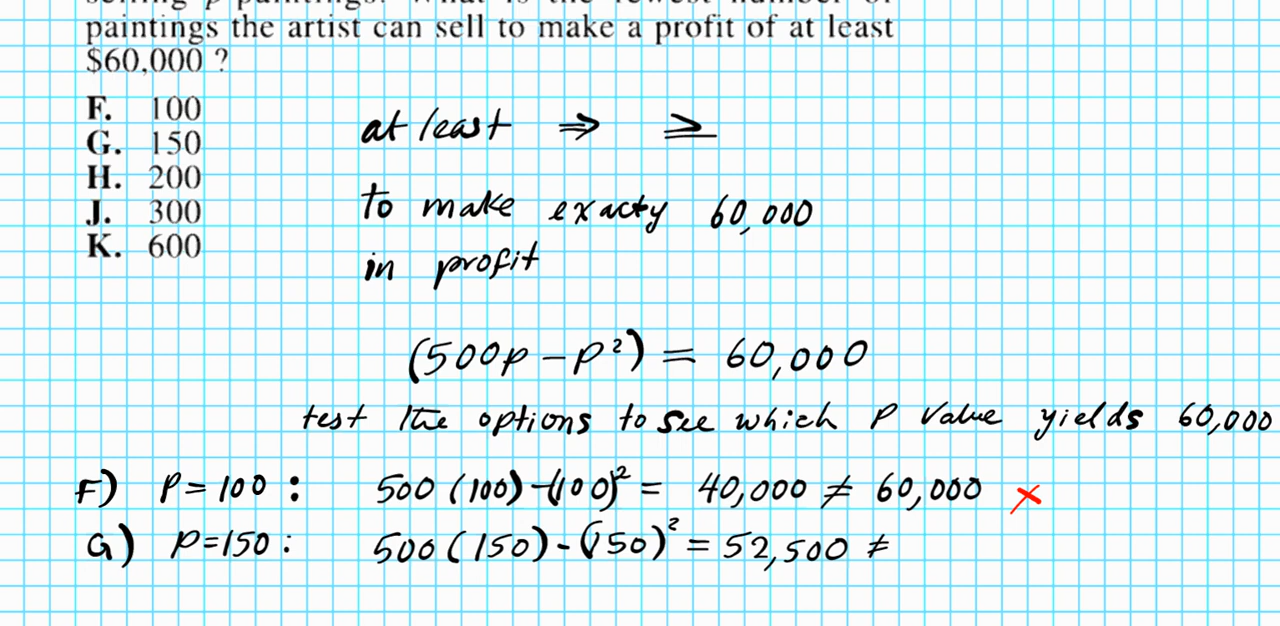 paintings the artist can sell to make a profit of at least
$60,000 ?
F. 100
G. 150
H. 200
J. 300
K. 600
at least ⇒ ≥
to make exacty 60,000
in profit
(500p - p²) = 60,000
test the options to see which p value yields 60,000
F) p = 100 : 500 (100) - (100)² = 40,000 ≠ 60,000 ×
G) p = 150 : 500 (150) - (150)² = 52,500 ≠